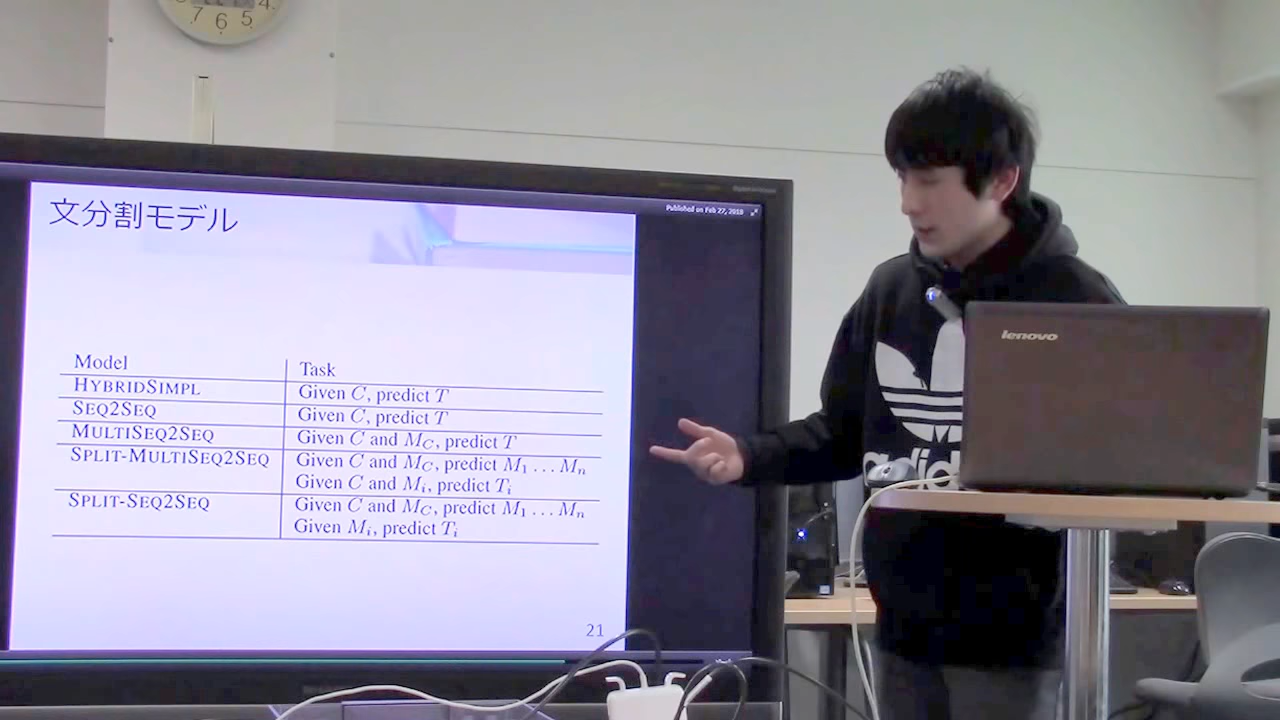 4
7 6 5
Published on Feb 27, 2018
文分割モデル
Model Task
HYBRIDSIMPL Given C, predict T
SEQ2SEQ Given C, predict T
MULTISEQ2SEQ Given C and M_C, predict T
SPLIT-MULTISEQ2SEQ Given C and M_C, predict M_1 … M_n
Given C and M_i, predict T_i
SPLIT-SEQ2SEQ Given C and M_C, predict M_1 … M_n
Given M_i, predict T_i
21
lenovo
adidas